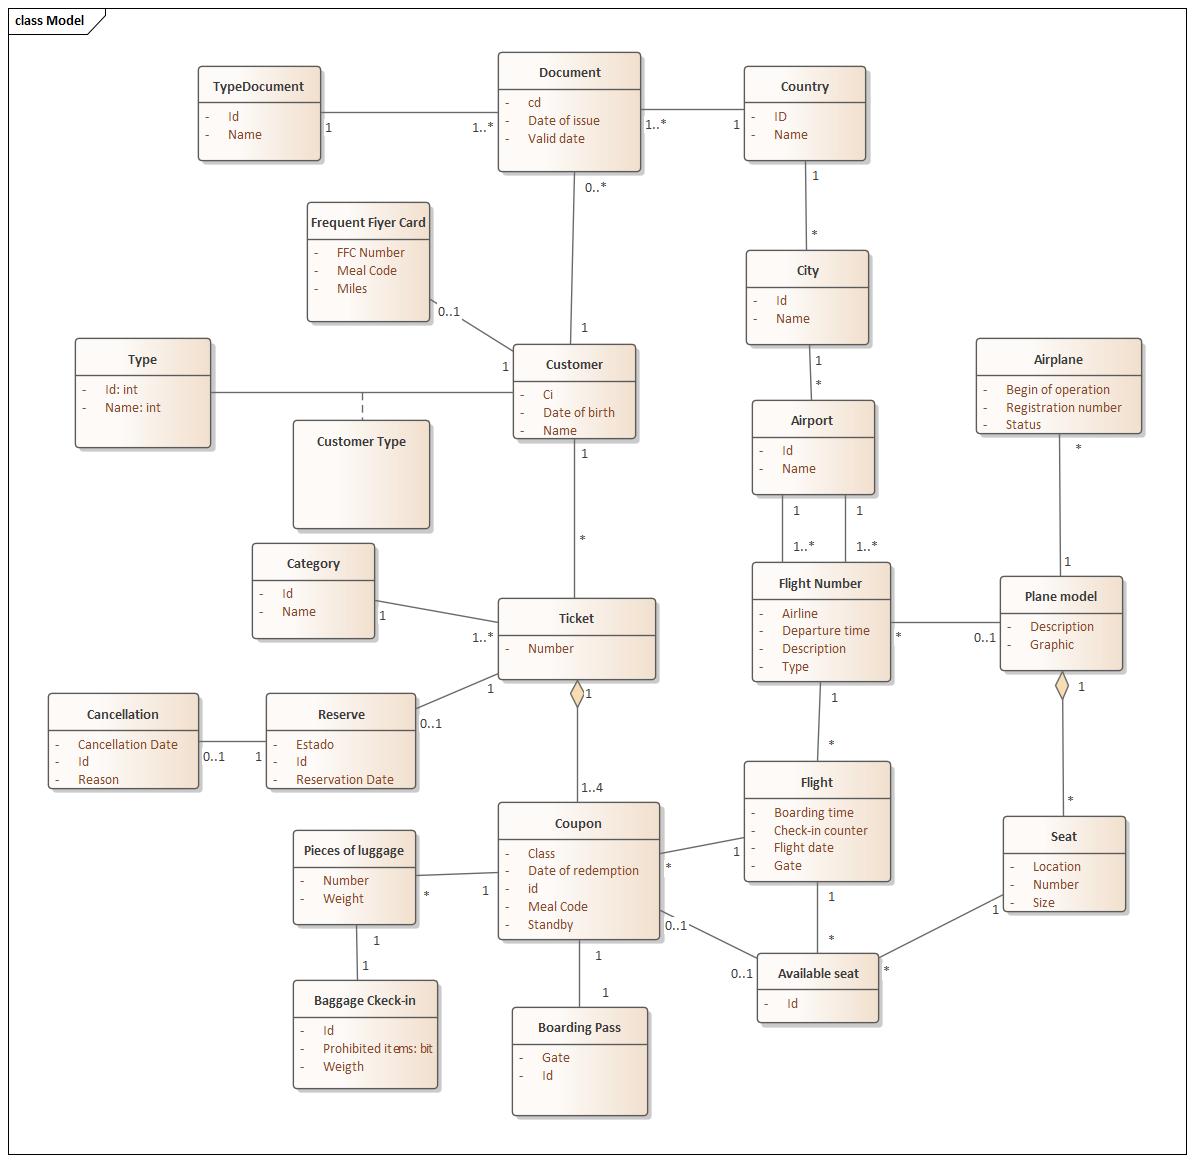 class Model
TypeDocument
- Id
- Name
1
1..*
Document
- cd
- Date of issue
- Valid date
1..*
1
0..*
Country
- ID
- Name
1
*
Frequent Fiyer Card
- FFC Number
- Meal Code
- Miles
0..1
1
1
City
- Id
- Name
1
*
Type
- Id: int
- Name: int
Customer
- Ci
- Date of birth
- Name
1
*
Customer Type
Airport
- Id
- Name
1
1
1..*
1..*
Airplane
- Begin of operation
- Registration number
- Status
*
1
Category
- Id
- Name
1
1..*
Ticket
- Number
1
1
0..1
1..4
Flight Number
- Airline
- Departure time
- Description
- Type
*
0..1
1
*
Plane model
- Description
- Graphic
1
*
Cancellation
- Cancellation Date
- Id
- Reason
0..1
1
Reserve
- Estado
- Id
- Reservation Date
Flight
- Boarding time
- Check-in counter
- Flight date
- Gate
1
*
1
*
Seat
- Location
- Number
- Size
1
*
Pieces of luggage
- Number
- Weight
*
1
1
1
Coupon
- Class
- Date of redemption
- id
- Meal Code
- Standby
0..1
0..1
1
1
Available seat
- Id
Baggage Ckeck-in
- Id
- Prohibited items: bit
- Weigth
Boarding Pass
- Gate
- Id